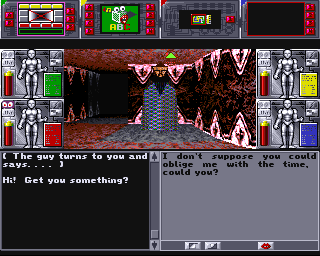 AB
( The guy turns to you and
says.... )
Hi!  Get you something?
I don't suppose you could
oblige me with the time,
could you?